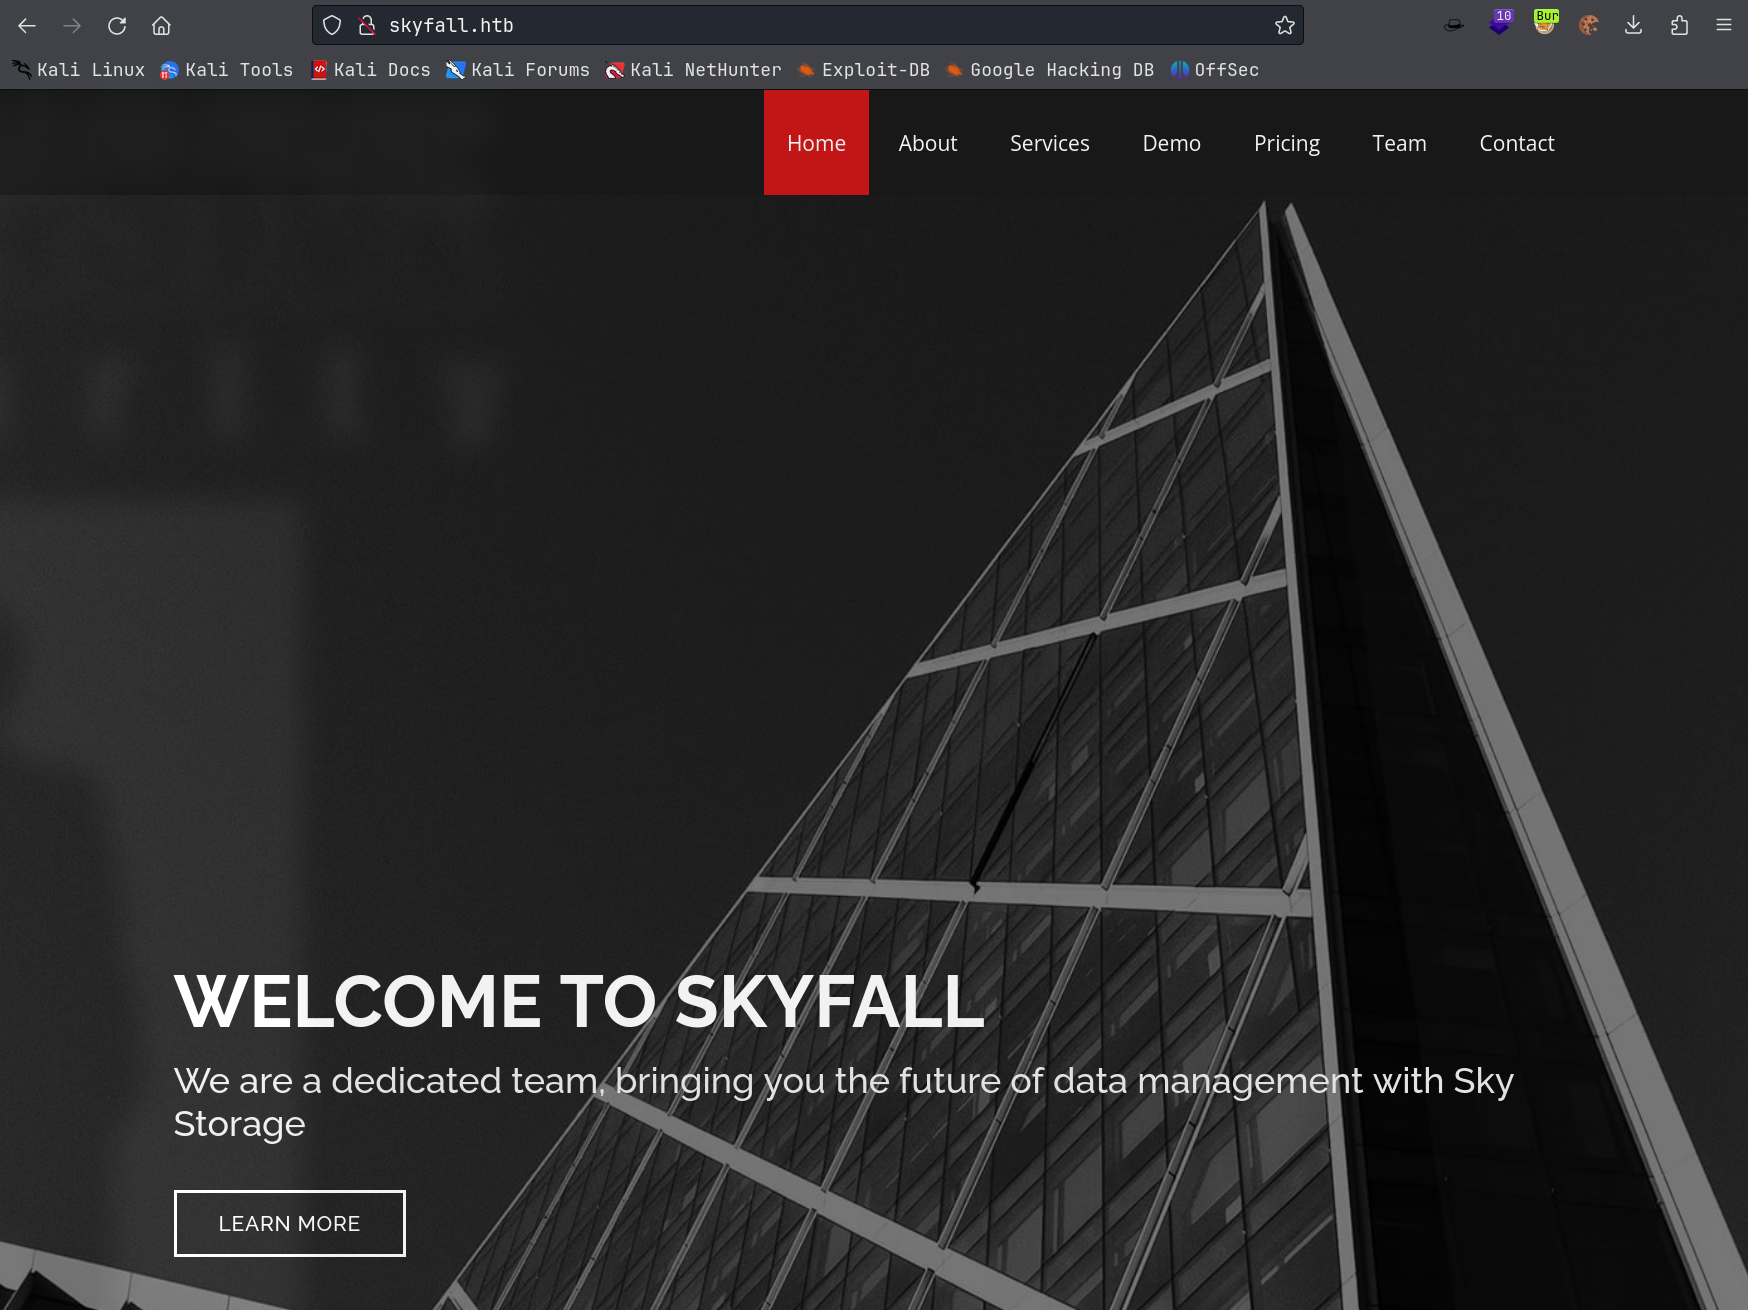 skyfall.htb
10
Bur
Kali Linux Kali Tools Kali Docs Kali Forums Kali NetHunter Exploit-DB Google Hacking DB OffSec
Home About Services Demo Pricing Team Contact
WELCOME TO SKYFALL
We are a dedicated team, bringing you the future of data management with Sky
Storage
LEARN MORE